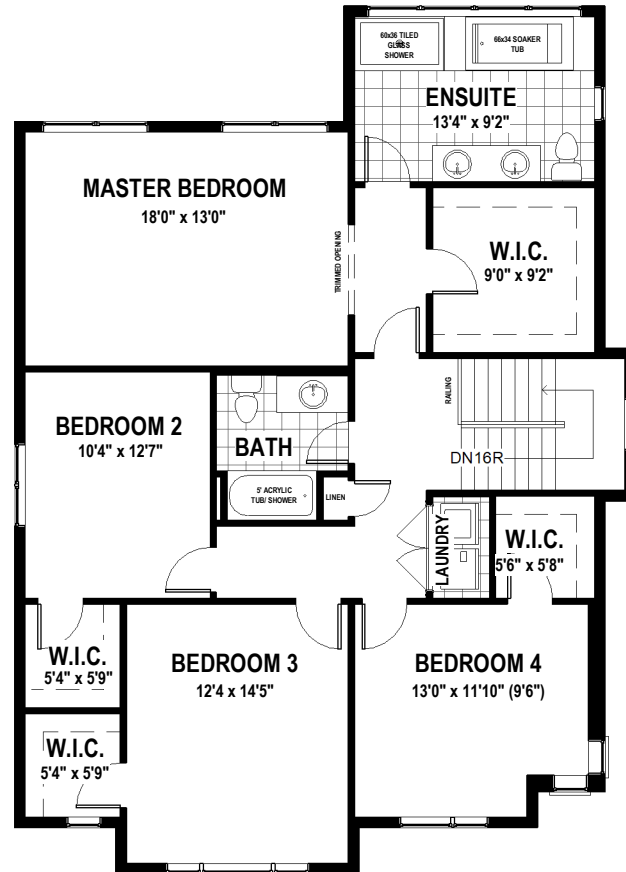 60x36 TILED
GLASS
SHOWER
66x34 SOAKER
TUB
ENSUITE
13'4" x 9'2"
MASTER BEDROOM
18'0" x 13'0"
TRIMMED OPENING
W.I.C.
9'0" x 9'2"
RAILING
BEDROOM 2
10'4" x 12'7"
BATH
DN16R
5' ACRYLIC
TUB/ SHOWER
LINEN
LAUNDRY
W.I.C.
5'6" x 5'8"
W.I.C.
5'4" x 5'9"
BEDROOM 3
12'4 x 14'5"
BEDROOM 4
13'0" x 11'10" (9'6")
W.I.C.
5'4" x 5'9"